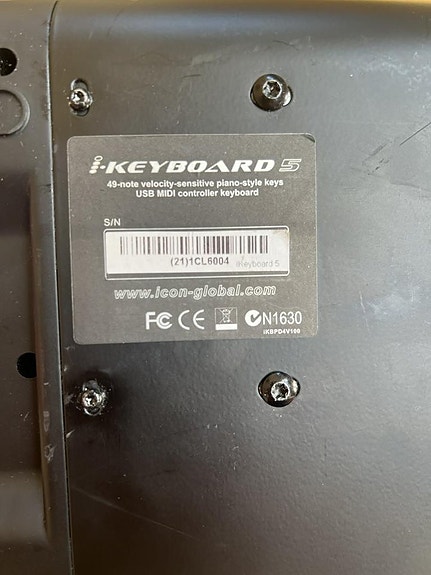 i-KEYBOARD 5
49-note velocity-sensitive piano-style keys
USB MIDI controller keyboard
S/N
(21)1CL6004 iKeyboard 5
www.icon-global.com
FC CE N1630
iKBPD4V100